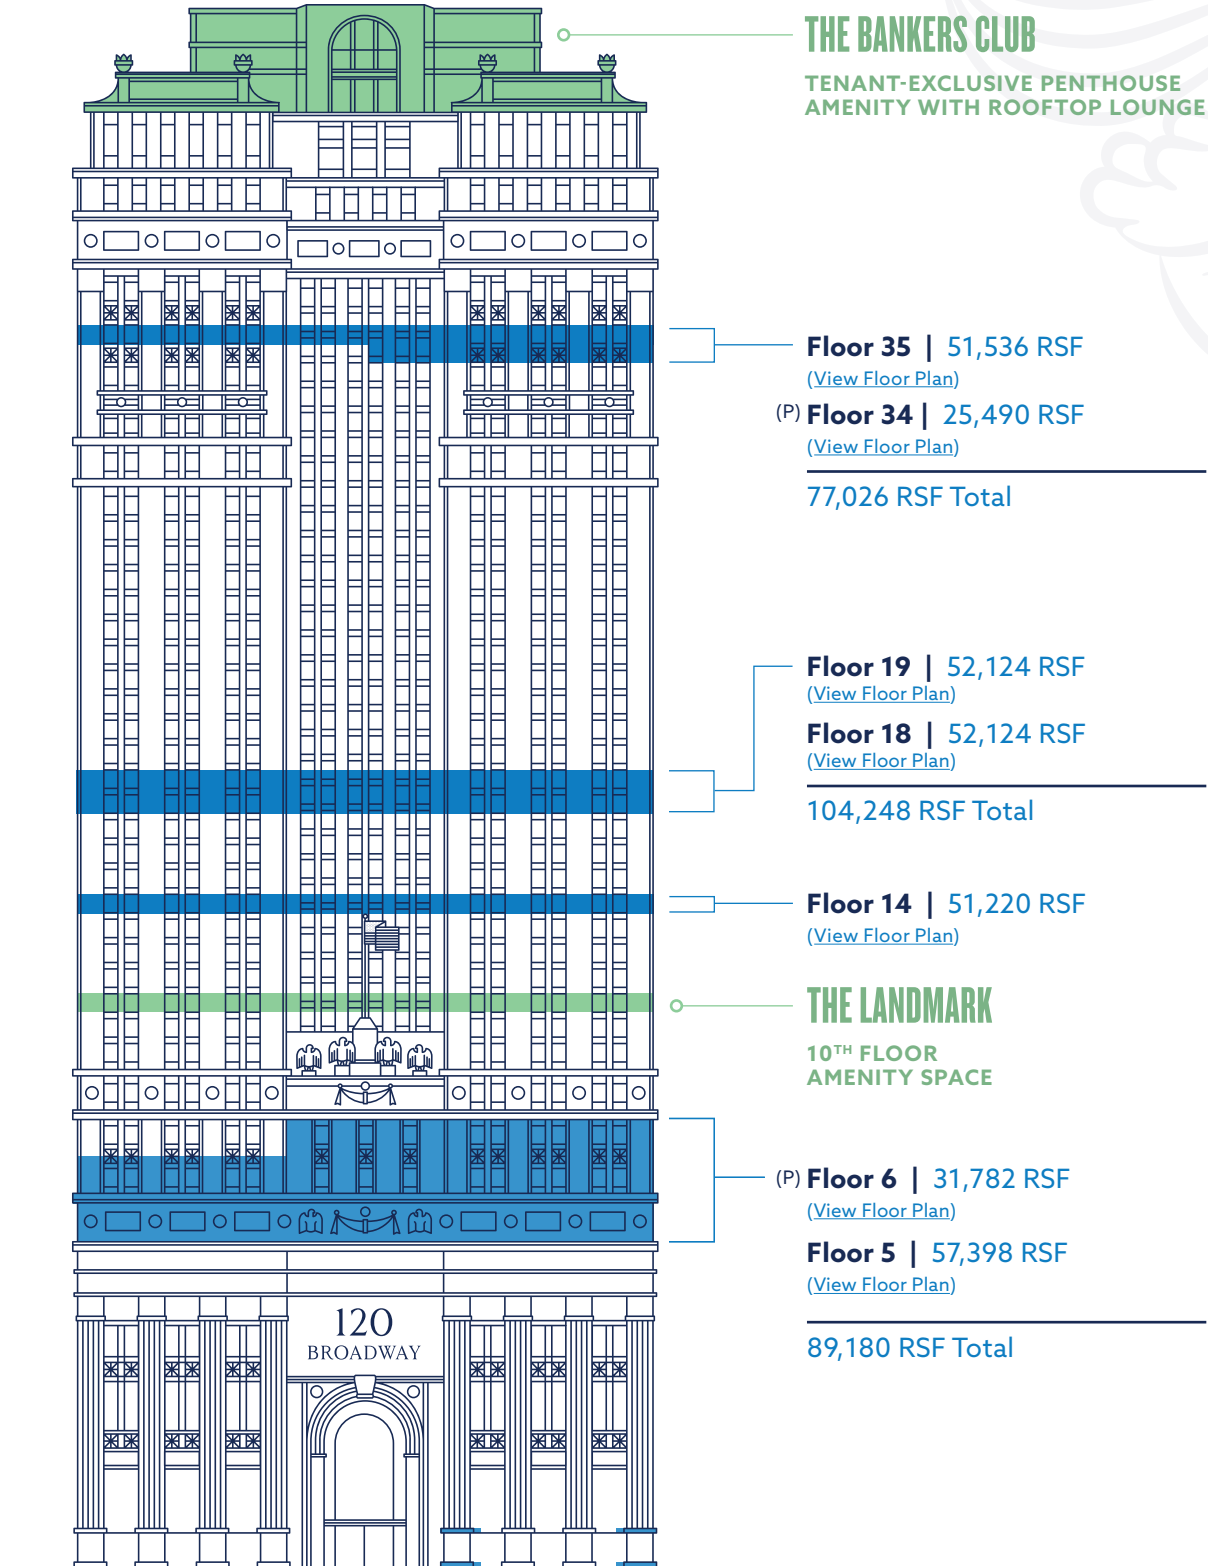 THE BANKERS CLUB
TENANT-EXCLUSIVE PENTHOUSE
AMENITY WITH ROOFTOP LOUNGE
Floor 35 | 51,536 RSF
(View Floor Plan)
(P) Floor 34 | 25,490 RSF
(View Floor Plan)
77,026 RSF Total
Floor 19 | 52,124 RSF
(View Floor Plan)
Floor 18 | 52,124 RSF
(View Floor Plan)
104,248 RSF Total
Floor 14 | 51,220 RSF
(View Floor Plan)
THE LANDMARK
10TH FLOOR
AMENITY SPACE
(P) Floor 6 | 31,782 RSF
(View Floor Plan)
Floor 5 | 57,398 RSF
(View Floor Plan)
89,180 RSF Total
120
BROADWAY